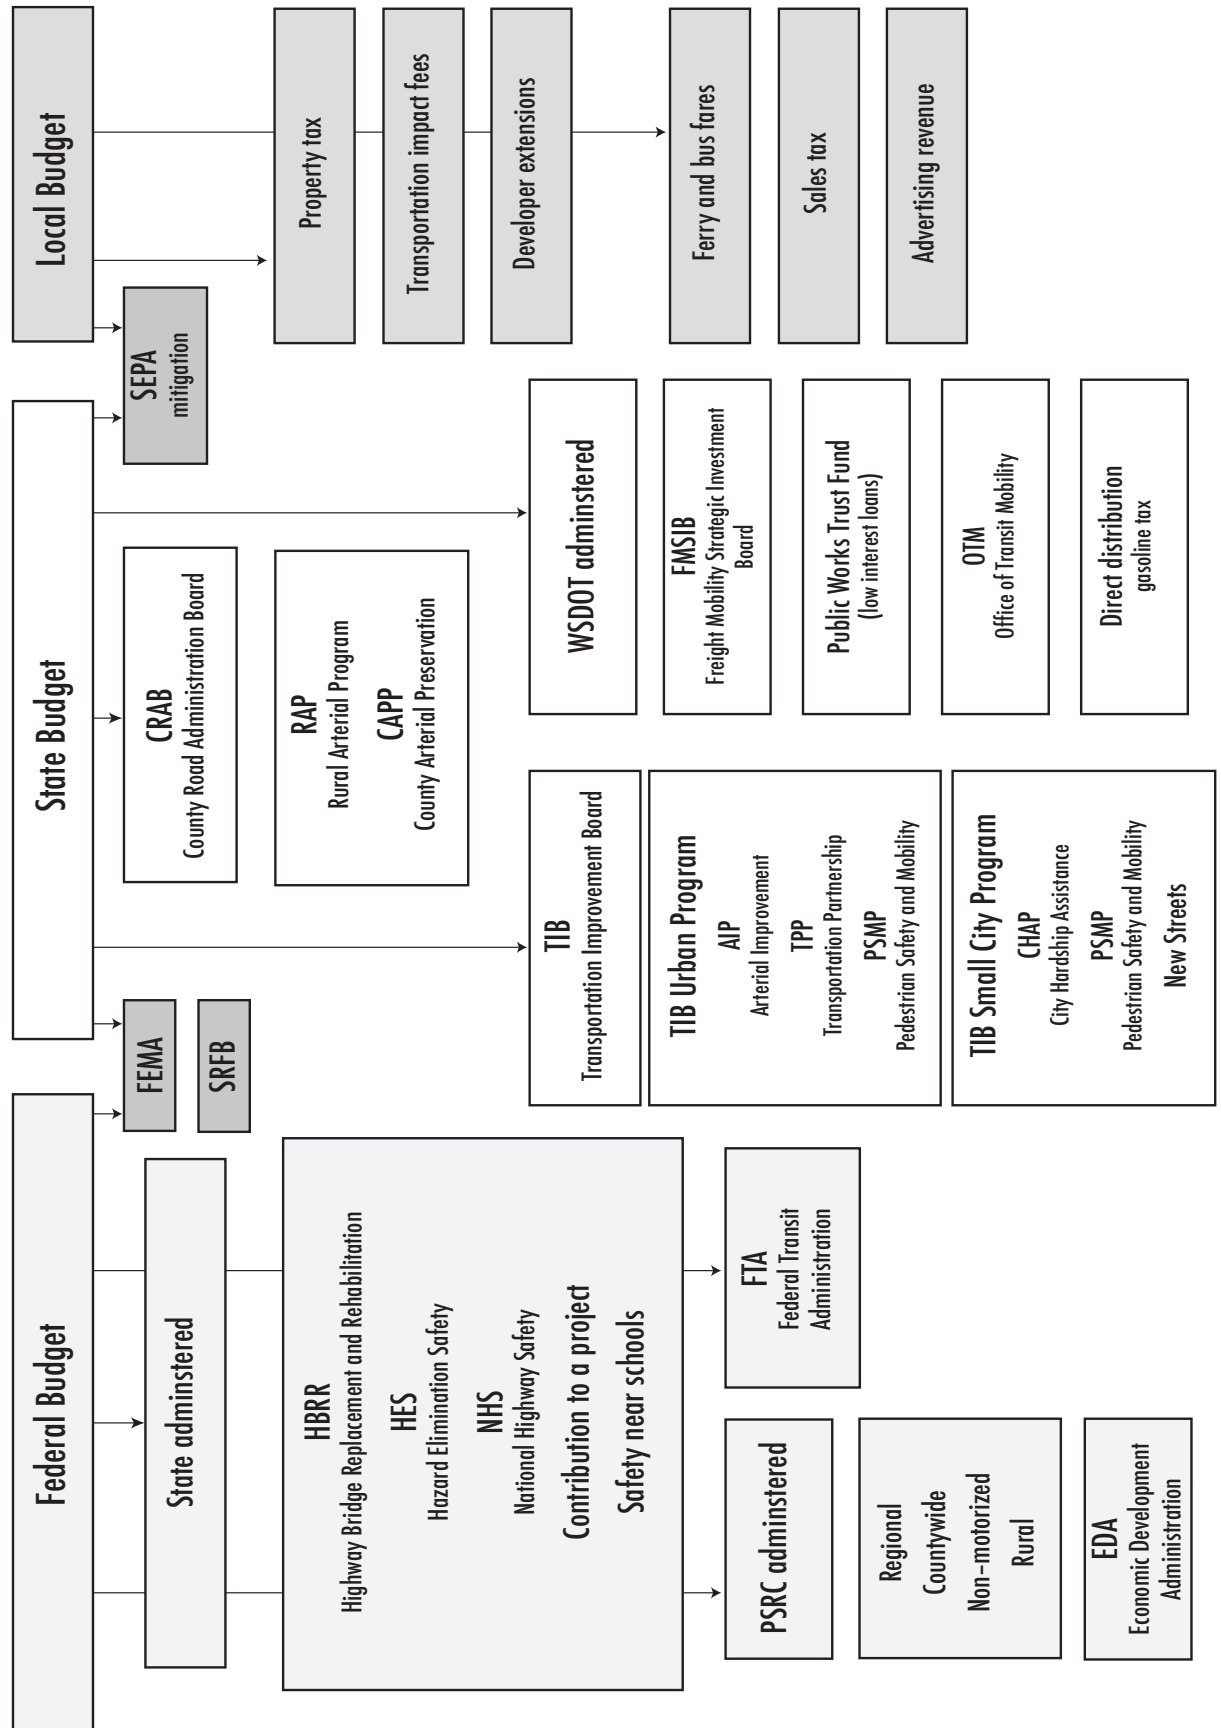 Federal Budget
State adminstered
HBRR
Highway Bridge Replacement and Rehabilitation
HES
Hazard Elimination Safety
NHS
National Highway Safety
Contribution to a project
Safety near schools
PSRC adminstered
Regional
Countywide
Non-motorized
Rural
EDA
Economic Development
Administration
FTA
Federal Transit
Administration
FEMA
SRFB
State Budget
TIB
Transportation Improvement Board
TIB Urban Program
AIP
Arterial Improvement
TPP
Transportation Partnership
PSMP
Pedestrian Safety and Mobility
TIB Small City Program
CHAP
City Hardship Assistance
PSMP
Pedestrian Safety and Mobility
New Streets
CRAB
County Road Administration Board
RAP
Rural Arterial Program
CAPP
County Arterial Preservation
WSDOT adminstered
FMSIB
Freight Mobility Strategic Investment
Board
Public Works Trust Fund
(low interest loans)
OTM
Office of Transit Mobility
Direct distribution
gasoline tax
SEPA
mitigation
Local Budget
Property tax
Transportation impact fees
Developer extensions
Ferry and bus fares
Sales tax
Advertising revenue